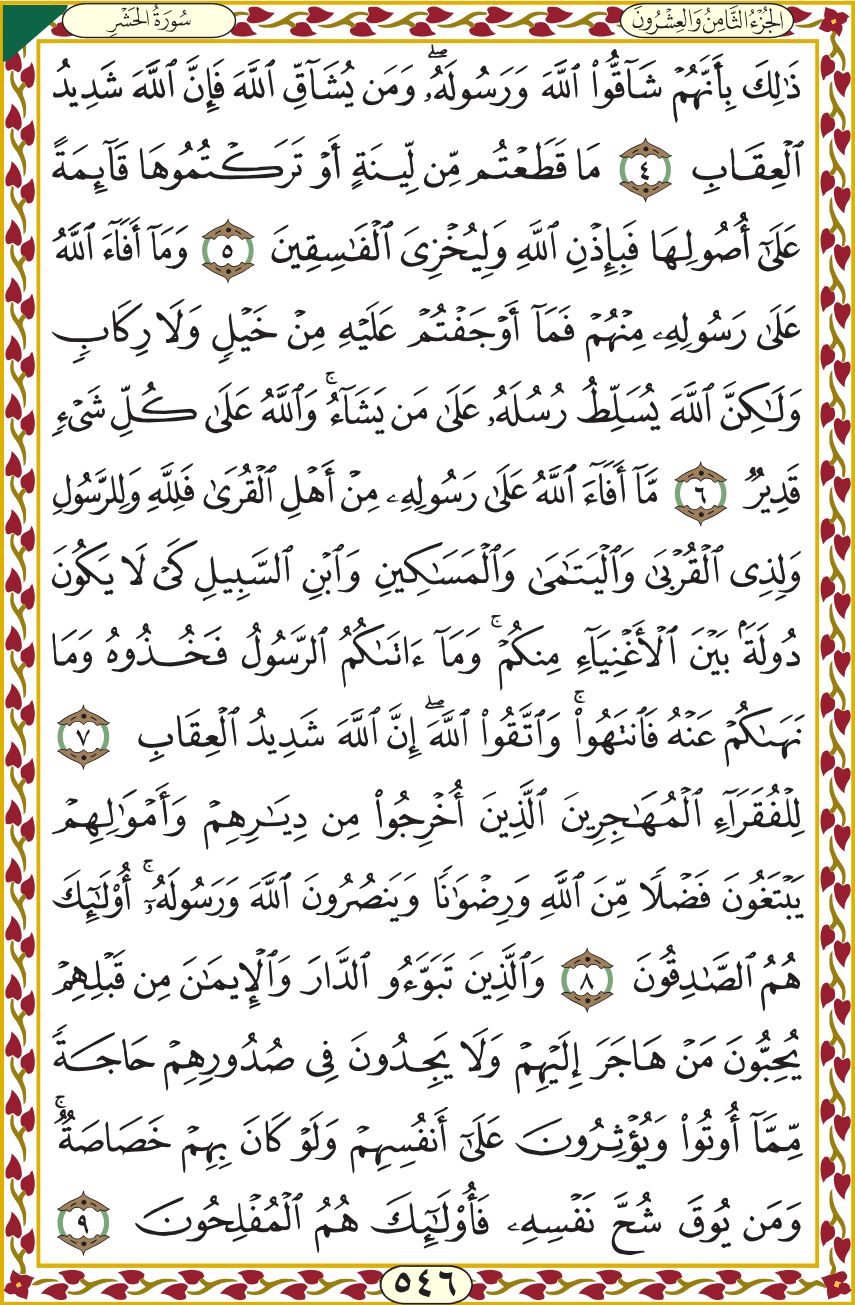 الجُزْءُ الثَّامِنُ وَالعِشْرُونَ
سُورَةُ الحَشْرِ
ذَٰلِكَ بِأَنَّهُمۡ شَآقُّواْ ٱللَّهَ وَرَسُولَهُۥۖ وَمَن يُشَآقِّ ٱللَّهَ فَإِنَّ ٱللَّهَ شَدِيدُ
ٱلۡعِقَابِ ٤ مَا قَطَعۡتُم مِّن لِّينَةٍ أَوۡ تَرَكۡتُمُوهَا قَآئِمَةً
عَلَىٰٓ أُصُولِهَا فَبِإِذۡنِ ٱللَّهِ وَلِيُخۡزِيَ ٱلۡفَٰسِقِينَ ٥ وَمَآ أَفَآءَ ٱللَّهُ
عَلَىٰ رَسُولِهِۦ مِنۡهُمۡ فَمَآ أَوۡجَفۡتُمۡ عَلَيۡهِ مِنۡ خَيۡلٖ وَلَا رِكَابٖ
وَلَٰكِنَّ ٱللَّهَ يُسَلِّطُ رُسُلَهُۥ عَلَىٰ مَن يَشَآءُۚ وَٱللَّهُ عَلَىٰ كُلِّ شَيۡءٖ
قَدِيرٞ ٦ مَّآ أَفَآءَ ٱللَّهُ عَلَىٰ رَسُولِهِۦ مِنۡ أَهۡلِ ٱلۡقُرَىٰ فَلِلَّهِ وَلِلرَّسُولِ
وَلِذِي ٱلۡقُرۡبَىٰ وَٱلۡيَتَٰمَىٰ وَٱلۡمَسَٰكِينِ وَٱبۡنِ ٱلسَّبِيلِ كَيۡ لَا يَكُونَ
دُولَةَۢ بَيۡنَ ٱلۡأَغۡنِيَآءِ مِنكُمۡۚ وَمَآ ءَاتَىٰكُمُ ٱلرَّسُولُ فَخُذُوهُ وَمَا
نَهَىٰكُمۡ عَنۡهُ فَٱنتَهُواْۚ وَٱتَّقُواْ ٱللَّهَۖ إِنَّ ٱللَّهَ شَدِيدُ ٱلۡعِقَابِ ٧
لِلۡفُقَرَآءِ ٱلۡمُهَٰجِرِينَ ٱلَّذِينَ أُخۡرِجُواْ مِن دِيَٰرِهِمۡ وَأَمۡوَٰلِهِمۡ
يَبۡتَغُونَ فَضۡلٗا مِّنَ ٱللَّهِ وَرِضۡوَٰنٗا وَيَنصُرُونَ ٱللَّهَ وَرَسُولَهُۥٓۚ أُوْلَٰٓئِكَ
هُمُ ٱلصَّٰدِقُونَ ٨ وَٱلَّذِينَ تَبَوَّءُو ٱلدَّارَ وَٱلۡإِيمَٰنَ مِن قَبۡلِهِمۡ
يُحِبُّونَ مَنۡ هَاجَرَ إِلَيۡهِمۡ وَلَا يَجِدُونَ فِي صُدُورِهِمۡ حَاجَةٗ
مِّمَّآ أُوتُواْ وَيُؤۡثِرُونَ عَلَىٰٓ أَنفُسِهِمۡ وَلَوۡ كَانَ بِهِمۡ خَصَاصَةٞۚ
وَمَن يُوقَ شُحَّ نَفۡسِهِۦ فَأُوْلَٰٓئِكَ هُمُ ٱلۡمُفۡلِحُونَ ٩
٥٤٦